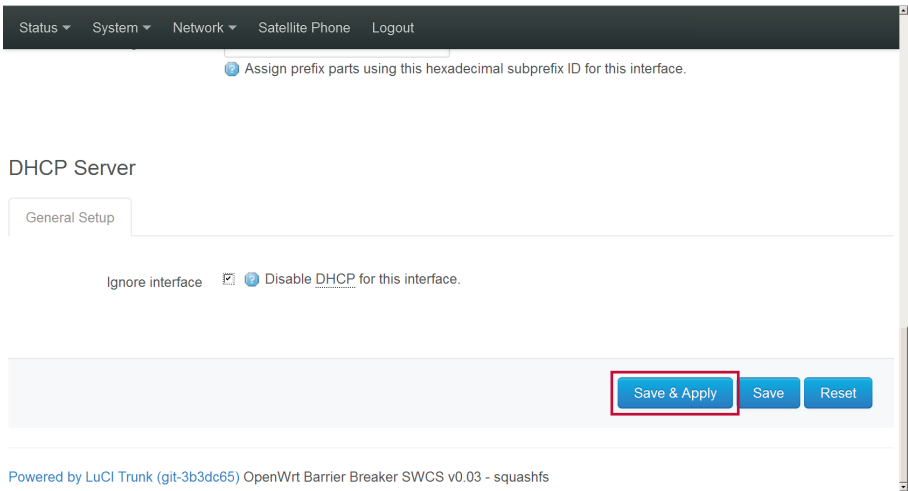 Status System Network Satellite Phone Logout
Assign prefix parts using this hexadecimal subprefix ID for this interface.
DHCP Server
General Setup
Ignore interface Disable DHCP for this interface.
Save & Apply Save Reset
Powered by LuCI Trunk (git-3b3dc65) OpenWrt Barrier Breaker SWCS v0.03 - squashfs